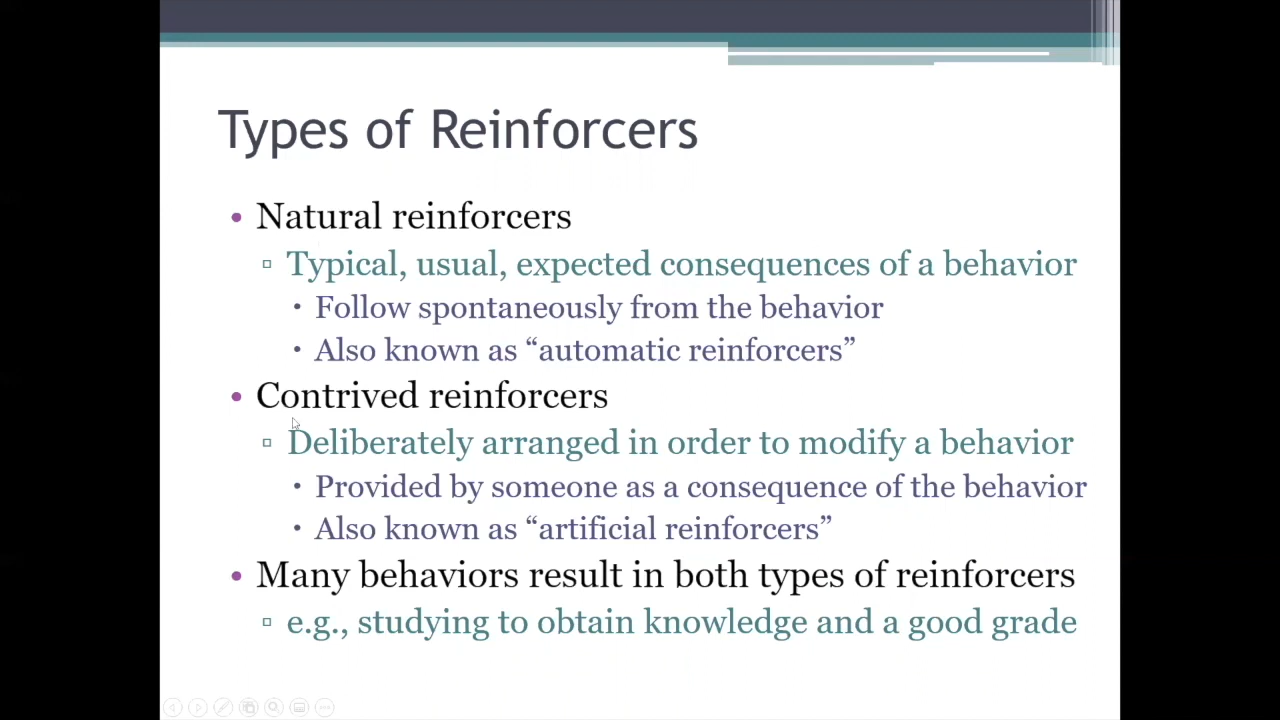 Types of Reinforcers
• Natural reinforcers
▫ Typical, usual, expected consequences of a behavior
• Follow spontaneously from the behavior
• Also known as “automatic reinforcers”
• Contrived reinforcers
▫ Deliberately arranged in order to modify a behavior
• Provided by someone as a consequence of the behavior
• Also known as “artificial reinforcers”
• Many behaviors result in both types of reinforcers
▫ e.g., studying to obtain knowledge and a good grade